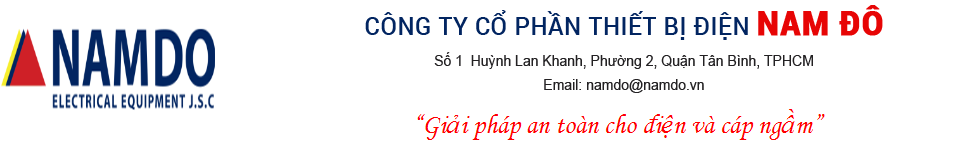 NAMDO
ELECTRICAL EQUIPMENT J.S.C
CÔNG TY CỔ PHẦN THIẾT BỊ ĐIỆN NAM ĐÔ
Số 1 Huỳnh Lan Khanh, Phường 2, Quận Tân Bình, TPHCM
Email: namdo@namdo.vn
“Giải pháp an toàn cho điện và cáp ngầm”